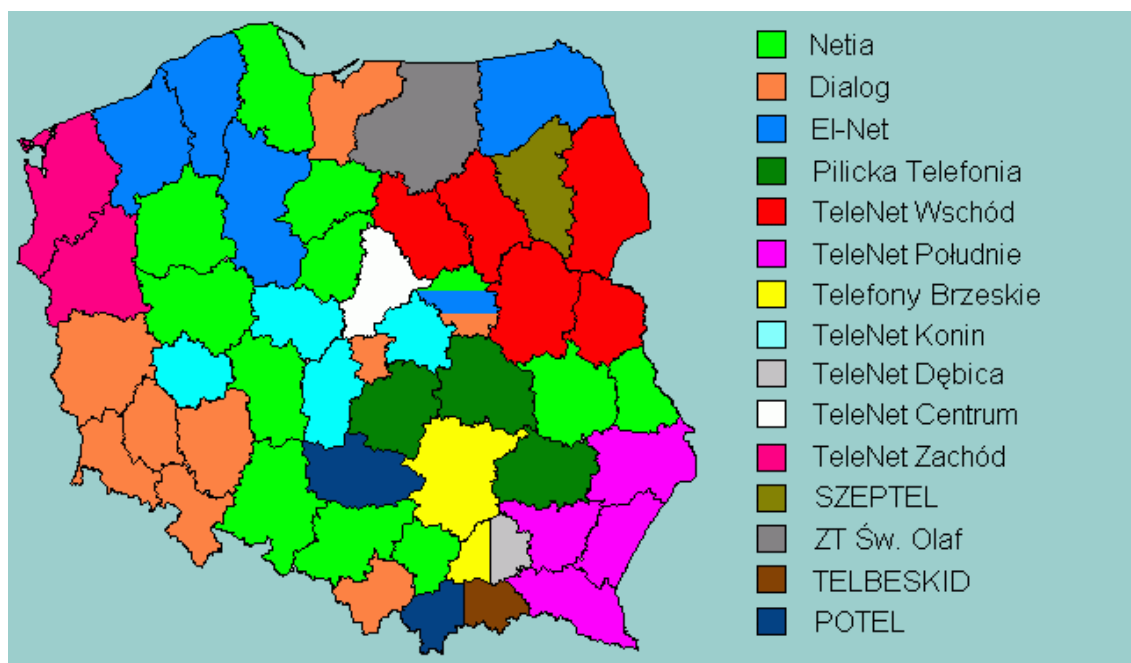 Netia
Dialog
El-Net
Pilicka Telefonia
TeleNet Wschód
TeleNet Południe
Telefony Brzeskie
TeleNet Konin
TeleNet Dębica
TeleNet Centrum
TeleNet Zachód
SZEPTEL
ZT Św. Olaf
TELBESKID
POTEL